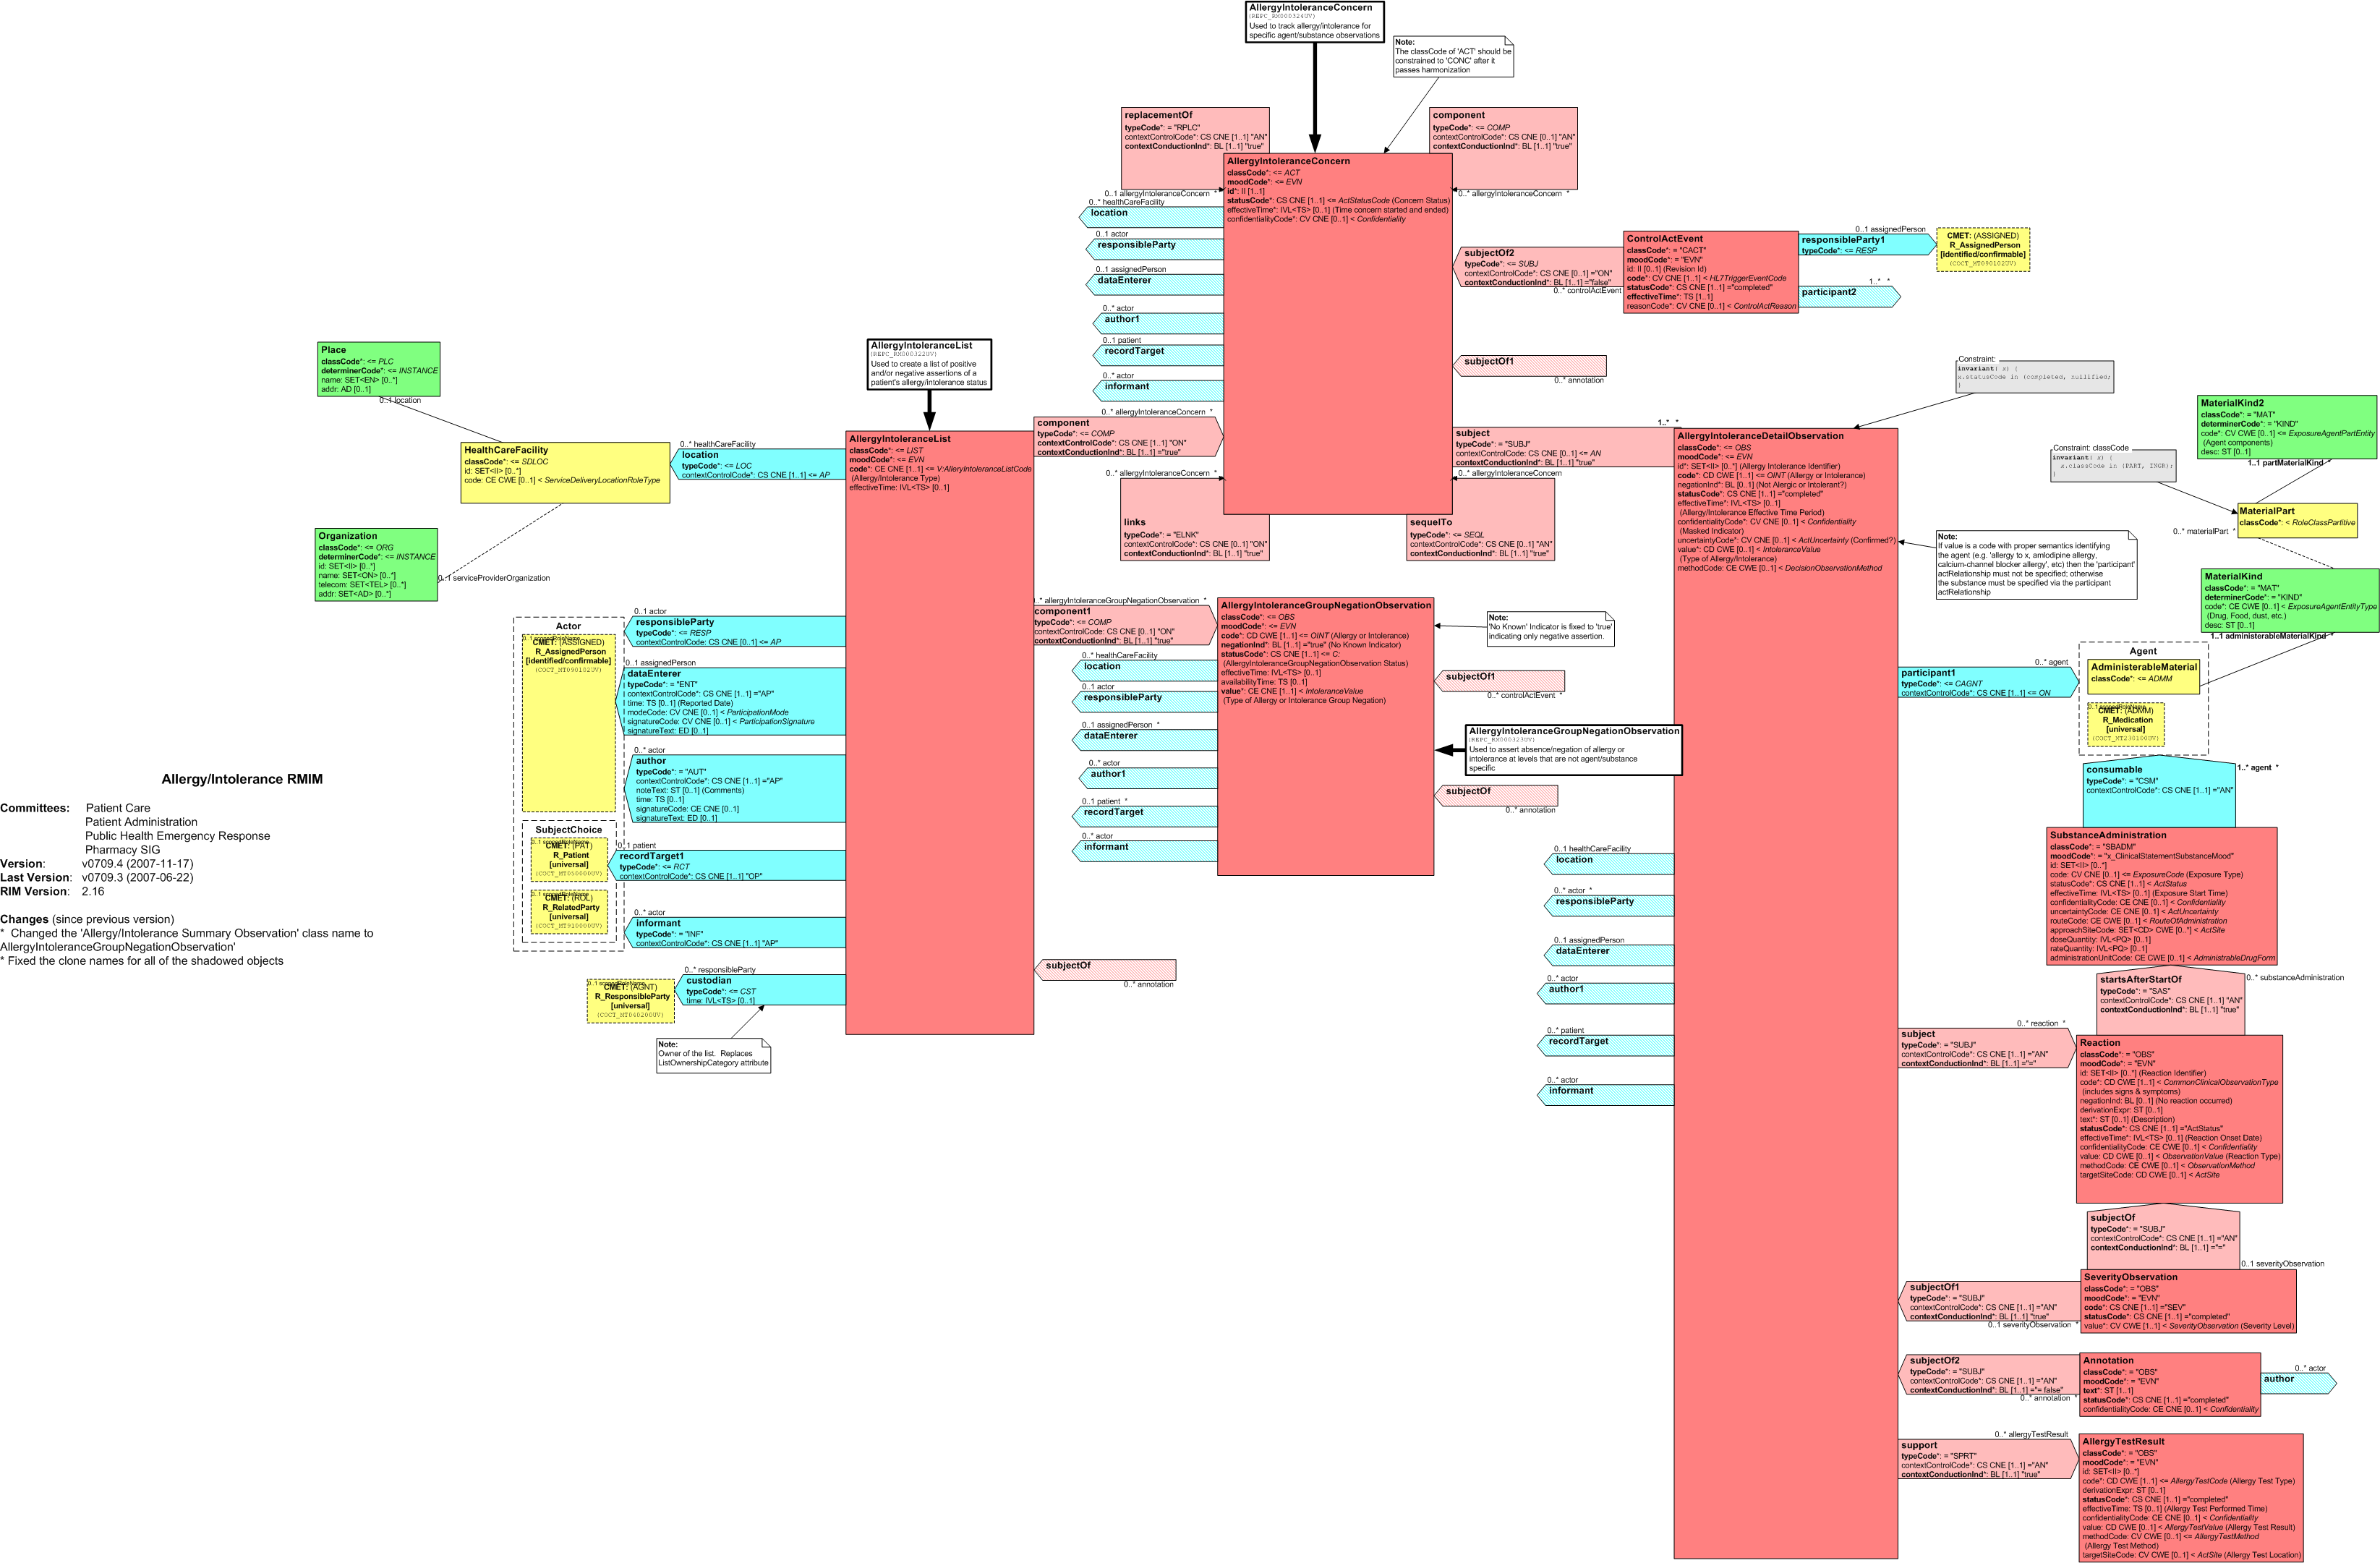 AllergyIntoleranceConcern
(REPC_RM000324UV)
Used to track allergy/intolerance for
specific agent/substance observations
Note:
The classCode of 'ACT' should be
constrained to 'CONC' after it
passes harmonization
replacementOf
typeCode*: = "RPLC"
contextControlCode*: CS CNE [1..1] "AN"
contextConductionInd*: BL [1..1] "true"
0..1 allergyIntoleranceConcern *
component
typeCode*: <= COMP
contextControlCode*: CS CNE [0..1] "AN"
contextConductionInd*: BL [1..1] "true"
0..* allergyIntoleranceConcern
AllergyIntoleranceConcern
classCode*: <= ACT
moodCode*: <= EVN
id*: II [1..1]
statusCode*: CS CNE [1..1] <= ActStatusCode (Concern Status)
effectiveTime*: IVL<TS> [0..1] (Time concern started and ended)
confidentialityCode*: CV CNE [0..1] < Confidentiality
0..* healthCareFacility
location
0..1 actor
responsibleParty
0..1 assignedPerson
dataEnterer
0..* actor
author1
0..1 patient
recordTarget
0..* actor
informant
subjectOf2
typeCode*: <= SUBJ
contextControlCode*: CS CNE [0..1] ="ON"
contextConductionInd*: BL [1..1] ="false"
0..* controlActEvent
ControlActEvent
classCode*: = "CACT"
moodCode*: = "EVN"
id: II [0..1] (Revision Id)
code*: CV CNE [1..1] < HL7TriggerEventCode
statusCode*: CS CNE [1..1] ="completed"
effectiveTime*: TS [1..1]
reasonCode*: CV CNE [0..1] < ControlActReason
0..1 assignedPerson
responsibleParty1
typeCode*: <= RESP
CMET: (ASSIGNED)
R_AssignedPerson
[identified/confirmable]
(COCT_MT090102UV)
1..* *
participant2
subjectOf1
0..* annotation
AllergyIntoleranceList
(REPC_RM000322UV)
Used to create a list of positive
and/or negative assertions of a
patient's allergy/intolerance status
Place
classCode*: <= PLC
determinerCode*: <= INSTANCE
name: SET<EN> [0..*]
addr: AD [0..1]
0..1 location
HealthCareFacility
classCode*: <= SDLOC
id: SET<II> [0..*]
code: CE CWE [0..1] < ServiceDeliveryLocationRoleType
0..* healthCareFacility
location
typeCode*: <= LOC
contextControlCode*: CS CNE [1..1] <= AP
Organization
classCode*: <= ORG
determinerCode*: <= INSTANCE
id: SET<II> [0..*]
name: SET<ON> [0..*]
telecom: SET<TEL> [0..*]
addr: SET<AD> [0..*]
0..1 serviceProviderOrganization
AllergyIntoleranceList
classCode*: <= LIST
moodCode*: <= EVN
code*: CE CNE [1..1] <= V:AlleryIntoleranceListCode
(Allergy/Intolerance Type)
effectiveTime: IVL<TS> [0..1]
0..* allergyIntoleranceConcern *
component
typeCode*: <= COMP
contextControlCode*: CS CNE [1..1] "ON"
contextConductionInd*: BL [1..1] ="true"
0..* allergyIntoleranceConcern *
links
typeCode*: = "ELNK"
contextControlCode*: CS CNE [0..1] "ON"
contextConductionInd*: BL [1..1] "true"
1..* *
subject
typeCode*: = "SUBJ"
contextControlCode: CS CNE [0..1] <= AN
contextConductionInd*: BL [1..1] "true"
0..* allergyIntoleranceConcern
sequelTo
typeCode*: <= SEQL
contextControlCode*: CS CNE [0..1] "AN"
contextConductionInd*: BL [1..1] "true"
Constraint:
invariant( x) {
x.statusCode in (completed, nullified;
}
AllergyIntoleranceDetailObservation
classCode*: <= OBS
moodCode*: <= EVN
id*: SET<II> [0..*] (Allergy Intolerance Identifier)
code*: CD CWE [1..1] <= OINT (Allergy or Intolerance)
negationInd*: BL [0..1] (Not Alergic or Intolerant?)
statusCode*: CS CNE [1..1] ="completed"
effectiveTime*: IVL<TS> [0..1]
(Allergy/Intolerance Effective Time Period)
confidentialityCode*: CV CNE [0..1] < Confidentiality
(Masked Indicator)
uncertaintyCode*: CV CNE [0..1] < ActUncertainty (Confirmed?)
value*: CD CWE [0..1] < IntoleranceValue
(Type of Allergy/Intolerance)
methodCode: CE CWE [0..1] < DecisionObservationMethod
Note:
If value is a code with proper semantics identifying
the agent (e.g. 'allergy to x, amlodipine allergy,
calcium-channel blocker allergy', etc) then the 'participant'
actRelationship must not be specified; otherwise
the substance must be specified via the participant
actRelationship
MaterialKind2
classCode*: = "MAT"
determinerCode*: = "KIND"
code*: CV CWE [0..1] <= ExposureAgentPartEntity
(Agent components)
desc: ST [0..1]
1..1 partMaterialKind *
Constraint: classCode
invariant( x) {
x.classCode in (PART, INGR);
}
MaterialPart
classCode*: < RoleClassPartitive
0..* materialPart *
MaterialKind
classCode*: = "MAT"
determinerCode*: = "KIND"
code*: CE CWE [0..1] < ExposureAgentEntityType
(Drug, Food, dust, etc.)
desc: ST [0..1]
1..1 administerableMaterialKind *
Agent
AdministerableMaterial
classCode*: <= ADMM
CMET: (ADMM)
R_Medication
[universal]
(COCT_MT230100UV)
0..* agent
participant1
typeCode*: <= CAGNT
contextControlCode*: CS CNE [1..1] <= ON
0..* allergyIntoleranceGroupNegationObservation *
component1
typeCode*: <= COMP
contextControlCode*: CS CNE [0..1] "ON"
contextConductionInd*: BL [1..1] "true"
AllergyIntoleranceGroupNegationObservation
classCode*: <= OBS
moodCode*: <= EVN
code*: CD CWE [1..1] <= OINT (Allergy or Intolerance)
negationInd*: BL [1..1] ="true" (No Known Indicator)
statusCode*: CS CNE [1..1] <= C:
(AllergyIntoleranceGroupNegationObservation Status)
effectiveTime: IVL<TS> [0..1]
availabilityTime: TS [0..1]
value*: CE CNE [1..1] < IntoleranceValue
(Type of Allergy or Intolerance Group Negation)
Note:
'No Known' Indicator is fixed to 'true'
indicating only negative assertion.
subjectOf1
0..* controlActEvent *
AllergyIntoleranceGroupNegationObservation
(REPC_RM000323UV)
Used to assert absence/negation of allergy or
intolerance at levels that are not agent/substance
specific
subjectOf
0..* annotation
0..* healthCareFacility
location
0..1 actor
responsibleParty
0..1 assignedPerson *
dataEnterer
0..* actor
author1
0..1 patient *
recordTarget
0..* actor
informant
Actor
0..1 scopedRoleName
CMET: (ASSIGNED)
R_AssignedPerson
[identified/confirmable]
(COCT_MT090102UV)
SubjectChoice
0..1 scopedRoleName
CMET: (PAT)
R_Patient
[universal]
(COCT_MT050000UV)
0..1 scopedRoleName
CMET: (ROL)
R_RelatedParty
[universal]
(COCT_MT910000UV)
0..1 actor
responsibleParty
typeCode*: <= RESP
contextControlCode: CS CNE [0..1] <= AP
0..1 assignedPerson
dataEnterer
typeCode*: = "ENT"
contextControlCode*: CS CNE [1..1] ="AP"
time: TS [0..1] (Reported Date)
modeCode: CV CNE [0..1] < ParticipationMode
signatureCode: CV CNE [0..1] < ParticipationSignature
signatureText: ED [0..1]
0..* actor
author
typeCode*: = "AUT"
contextControlCode*: CS CNE [1..1] ="AP"
noteText: ST [0..1] (Comments)
time: TS [0..1]
signatureCode: CE CNE [0..1]
signatureText: ED [0..1]
0..1 patient
recordTarget1
typeCode*: <= RCT
contextControlCode*: CS CNE [1..1] "OP"
0..* actor
informant
typeCode*: = "INF"
contextControlCode*: CS CNE [1..1] "AP"
0..* responsibleParty
custodian
typeCode*: <= CST
time: IVL<TS> [0..1]
0..1 scopedRoleName
CMET: (AGNT)
R_ResponsibleParty
[universal]
(COCT_MT040200UV)
Note:
Owner of the list. Replaces
ListOwnershipCategory attribute
subjectOf
0..* annotation
Allergy/Intolerance RMIM
Committees: Patient Care
Patient Administration
Public Health Emergency Response
Pharmacy SIG
Version: v0709.4 (2007-11-17)
Last Version: v0709.3 (2007-06-22)
RIM Version: 2.16
Changes (since previous version)
* Changed the 'Allergy/Intolerance Summary Observation' class name to
AllergyIntoleranceGroupNegationObservation'
* Fixed the clone names for all of the shadowed objects
0..* healthCareFacility
location
0..* actor *
responsibleParty
0..1 assignedPerson
dataEnterer
0..* actor
author1
0..* patient
recordTarget
0..* actor
informant
consumable
typeCode*: = "CSM"
contextControlCode*: CS CNE [1..1] ="AN"
1..* agent *
SubstanceAdministration
classCode*: = "SBADM"
moodCode*: = "x_ClinicalStatementSubstanceMood"
id: SET<II> [0..*]
code: CV CNE [0..1] <= ExposureCode (Exposure Type)
statusCode*: CS CNE [1..1] < ActStatus
effectiveTime: IVL<TS> [0..1] (Exposure Start Time)
confidentialityCode: CE CNE [0..1] < Confidentiality
uncertaintyCode: CE CNE [0..1] < ActUncertainty
routeCode: CE CWE [0..1] < RouteOfAdministration
approachSiteCode: SET<CD> CWE [0..*] < ActSite
doseQuantity: IVL<PQ> [0..1]
rateQuantity: IVL<PQ> [0..1]
administrationUnitCode: CE CWE [0..1] < AdministrableDrugForm
startsAfterStartOf
typeCode*: = "SAS"
contextControlCode*: CS CNE [1..1] "AN"
contextConductionInd*: BL [1..1] "true"
0..* substanceAdministration
0..* reaction *
subject
typeCode*: = "SUBJ"
contextControlCode*: CS CNE [1..1] ="AN"
contextConductionInd*: BL [1..1] ="="
Reaction
classCode*: = "OBS"
moodCode*: = "EVN"
id: SET<II> [0..*] (Reaction Identifier)
code*: CD CWE [1..1] < CommonClinicalObservationType
(includes signs & symptoms)
negationInd: BL [0..1] (No reaction occurred)
derivationExpr: ST [0..1]
text*: ST [0..1] (Description)
statusCode*: CS CNE [1..1] ="ActStatus"
effectiveTime*: IVL<TS> [0..1] (Reaction Onset Date)
confidentialityCode: CE CWE [0..1] < Confidentiality
value: CD CWE [0..1] < ObservationValue (Reaction Type)
methodCode: CE CWE [0..1] < ObservationMethod
targetSiteCode: CD CWE [0..1] < ActSite
subjectOf
typeCode*: = "SUBJ"
contextControlCode*: CS CNE [1..1] ="AN"
contextConductionInd*: BL [1..1] ="="
0..1 severityObservation
SeverityObservation
classCode*: = "OBS"
moodCode*: = "EVN"
code*: CS CNE [1..1] ="SEV"
statusCode*: CS CNE [1..1] ="completed"
value*: CV CWE [1..1] < SeverityObservation (Severity Level)
subjectOf1
typeCode*: = "SUBJ"
contextControlCode*: CS CNE [1..1] ="AN"
contextConductionInd*: BL [1..1] "true"
0..1 severityObservation *
subjectOf2
typeCode*: = "SUBJ"
contextControlCode*: CS CNE [1..1] ="AN"
contextConductionInd*: BL [1..1] ="= false"
0..* annotation *
Annotation
classCode*: = "OBS"
moodCode*: = "EVN"
text*: ST [1..1]
statusCode*: CS CNE [1..1] ="completed"
confidentialityCode: CE CNE [0..1] < Confidentiality
0..* actor
author
0..* allergyTestResult
support
typeCode*: = "SPRT"
contextControlCode*: CS CNE [1..1] ="AN"
contextConductionInd*: BL [1..1] "true"
AllergyTestResult
classCode*: = "OBS"
moodCode*: = "EVN"
id: SET<II> [0..*]
code*: CD CWE [1..1] <= AllergyTestCode (Allergy Test Type)
derivationExpr: ST [0..1]
statusCode*: CS CNE [1..1] ="completed"
effectiveTime: TS [0..1] (Allergy Test Performed Time)
confidentialityCode: CE CNE [0..1] < Confidentiality
value: CD CWE [0..1] < AllergyTestValue (Allergy Test Result)
methodCode: CV CWE [0..1] <= AllergyTestMethod
(Allergy Test Method)
targetSiteCode: CV CWE [0..1] < ActSite (Allergy Test Location)